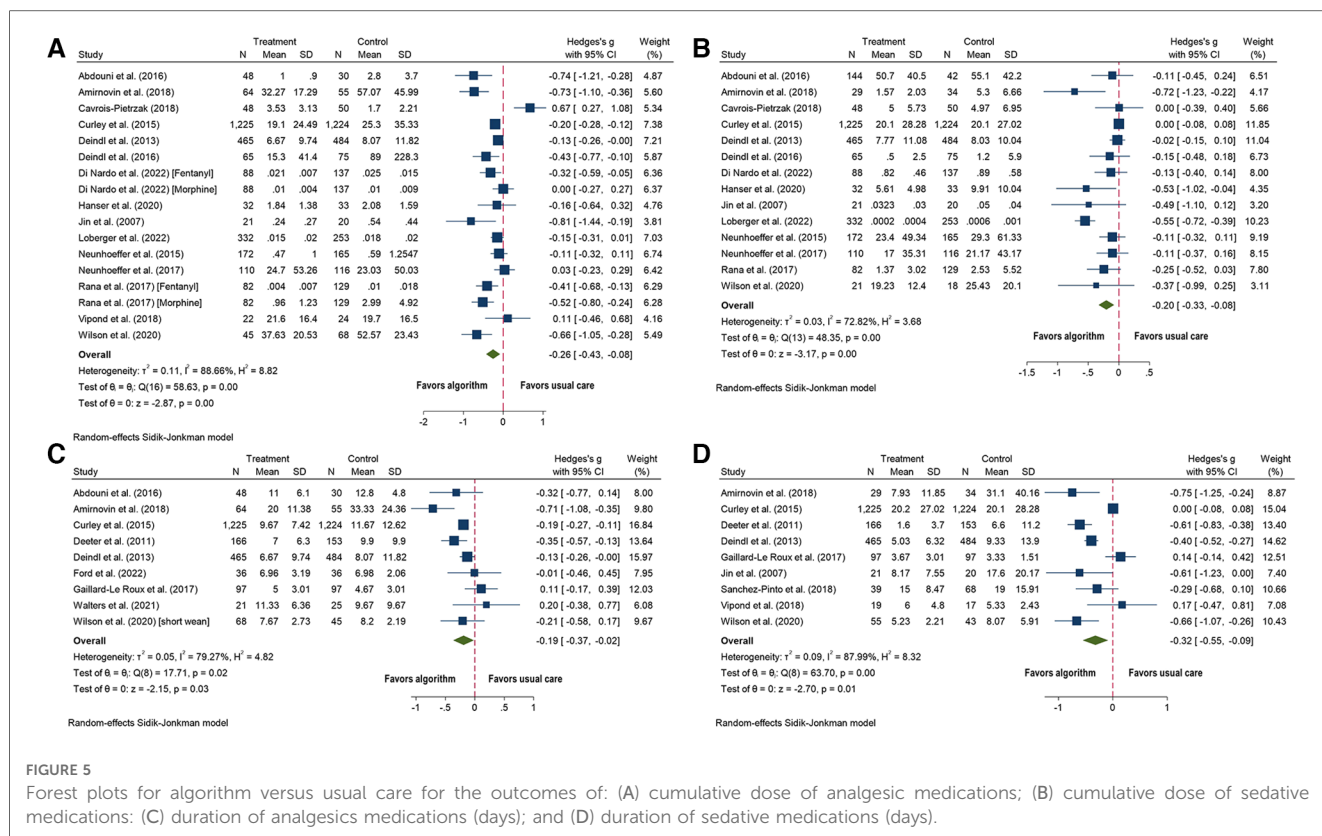 A
Treatment Control Hedges's g Weight
Study N Mean SD N Mean SD with 95% CI (%)
Abdouni et al. (2016) 48 1 .9 30 2.8 3.7 -0.74 [ -1.21, -0.28] 4.87
Amirnovin et al. (2018) 64 32.27 17.29 55 57.07 45.99 -0.73 [ -1.10, -0.36] 5.60
Cavrois-Pietrzak (2018) 48 3.53 3.13 50 1.7 2.21 0.67 [ 0.27, 1.08] 5.34
Curley et al. (2015) 1,225 19.1 24.49 1,224 25.3 35.33 -0.20 [ -0.28, -0.12] 7.38
Deindl et al. (2013) 465 6.67 9.74 484 8.07 11.82 -0.13 [ -0.26, -0.00] 7.21
Deindl et al. (2016) 65 15.3 41.4 75 89 228.3 -0.43 [ -0.77, -0.10] 5.87
Di Nardo et al. (2022) [Fentanyl] 88 .021 .007 137 .025 .015 -0.32 [ -0.59, -0.05] 6.36
Di Nardo et al. (2022) [Morphine] 88 .01 .004 137 .01 .009 0.00 [ -0.27, 0.27] 6.37
Hanser et al. (2020) 32 1.84 1.38 33 2.08 1.59 -0.16 [ -0.64, 0.32] 4.76
Jin et al. (2007) 21 .24 .27 20 .54 .44 -0.81 [ -1.44, -0.19] 3.81
Loberger et al. (2022) 332 .015 .02 253 .018 .02 -0.15 [ -0.31, 0.01] 7.03
Neunhoeffer et al. (2015) 172 .47 1 165 .59 1.2547 -0.11 [ -0.32, 0.11] 6.74
Neunhoeffer et al. (2017) 110 24.7 53.26 116 23.03 50.03 0.03 [ -0.23, 0.29] 6.42
Rana et al. (2017) [Fentanyl] 82 .004 .007 129 .01 .018 -0.41 [ -0.68, -0.13] 6.29
Rana et al. (2017) [Morphine] 82 .96 1.23 129 2.99 4.92 -0.52 [ -0.80, -0.24] 6.28
Vipond et al. (2018) 22 21.6 16.4 24 19.7 16.5 0.11 [ -0.46, 0.68] 4.16
Wilson et al. (2020) 45 37.63 20.53 68 52.57 23.43 -0.66 [ -1.05, -0.28] 5.49
Overall -0.26 [ -0.43, -0.08]
Heterogeneity: τ² = 0.11, I² = 88.66%, H² = 8.82
Test of θᵢ = θⱼ: Q(16) = 58.63, p = 0.00
Test of θ = 0: z = -2.87, p = 0.00
Favors algorithm Favors usual care
-2 -1 0 1
Random-effects Sidik-Jonkman model
B
Treatment Control Hedges's g Weight
Study N Mean SD N Mean SD with 95% CI (%)
Abdouni et al. (2016) 144 50.7 40.5 42 55.1 42.2 -0.11 [ -0.45, 0.24] 6.51
Amirnovin et al. (2018) 29 1.57 2.03 34 5.3 6.66 -0.72 [ -1.23, -0.22] 4.17
Cavrois-Pietrzak (2018) 48 5 5.73 50 4.97 6.95 0.00 [ -0.39, 0.40] 5.66
Curley et al. (2015) 1,225 20.1 28.28 1,224 20.1 27.02 0.00 [ -0.08, 0.08] 11.85
Deindl et al. (2013) 465 7.77 11.08 484 8.03 10.04 -0.02 [ -0.15, 0.10] 11.04
Deindl et al. (2016) 65 .5 2.5 75 1.2 5.9 -0.15 [ -0.48, 0.18] 6.73
Di Nardo et al. (2022) 88 .82 .46 137 .89 .58 -0.13 [ -0.40, 0.14] 8.00
Hanser et al. (2020) 32 5.61 4.98 33 9.91 10.04 -0.53 [ -1.02, -0.04] 4.35
Jin et al. (2007) 21 .0323 .03 20 .05 .04 -0.49 [ -1.10, 0.12] 3.20
Loberger et al. (2022) 332 .0002 .0004 253 .0006 .001 -0.55 [ -0.72, -0.39] 10.23
Neunhoeffer et al. (2015) 172 23.4 49.34 165 29.3 61.33 -0.11 [ -0.32, 0.11] 9.19
Neunhoeffer et al. (2017) 110 17 35.31 116 21.17 43.17 -0.11 [ -0.37, 0.16] 8.15
Rana et al. (2017) 82 1.37 3.02 129 2.53 5.52 -0.25 [ -0.52, 0.03] 7.80
Wilson et al. (2020) 21 19.23 12.4 18 25.43 20.1 -0.37 [ -0.99, 0.25] 3.11
Overall -0.20 [ -0.33, -0.08]
Heterogeneity: τ² = 0.03, I² = 72.82%, H² = 3.68
Test of θᵢ = θⱼ: Q(13) = 48.35, p = 0.00
Test of θ = 0: z = -3.17, p = 0.00
Favors algorithm Favors usual care
-1.5 -1 -.5 0 .5
Random-effects Sidik-Jonkman model
C
Treatment Control Hedges's g Weight
Study N Mean SD N Mean SD with 95% CI (%)
Abdouni et al. (2016) 48 11 6.1 30 12.8 4.8 -0.32 [ -0.77, 0.14] 8.00
Amirnovin et al. (2018) 64 20 11.38 55 33.33 24.36 -0.71 [ -1.08, -0.35] 9.80
Curley et al. (2015) 1,225 9.67 7.42 1,224 11.67 12.62 -0.19 [ -0.27, -0.11] 16.84
Deeter et al. (2011) 166 7 6.3 153 9.9 9.9 -0.35 [ -0.57, -0.13] 13.64
Deindl et al. (2013) 465 6.67 9.74 484 8.07 11.82 -0.13 [ -0.26, -0.00] 15.97
Ford et al. (2022) 36 6.96 3.19 36 6.98 2.06 -0.01 [ -0.46, 0.45] 7.95
Gaillard-Le Roux et al. (2017) 97 5 3.01 97 4.67 3.01 0.11 [ -0.17, 0.39] 12.03
Walters et al. (2021) 21 11.33 6.36 25 9.67 9.67 0.20 [ -0.38, 0.77] 6.08
Wilson et al. (2020) [short wean] 68 7.67 2.73 45 8.2 2.19 -0.21 [ -0.58, 0.17] 9.67
Overall -0.19 [ -0.37, -0.02]
Heterogeneity: τ² = 0.05, I² = 79.27%, H² = 4.82
Test of θᵢ = θⱼ: Q(8) = 17.71, p = 0.02
Test of θ = 0: z = -2.15, p = 0.03
Favors algorithm Favors usual care
-1 -.5 0 .5 1
Random-effects Sidik-Jonkman model
D
Treatment Control Hedges's g Weight
Study N Mean SD N Mean SD with 95% CI (%)
Amirnovin et al. (2018) 29 7.93 11.85 34 31.1 40.16 -0.75 [ -1.25, -0.24] 8.87
Curley et al. (2015) 1,225 20.2 27.02 1,224 20.1 28.28 0.00 [ -0.08, 0.08] 15.04
Deeter et al. (2011) 166 1.6 3.7 153 6.6 11.2 -0.61 [ -0.83, -0.38] 13.40
Deindl et al. (2013) 465 5.03 6.32 484 9.33 13.9 -0.40 [ -0.52, -0.27] 14.62
Gaillard-Le Roux et al. (2017) 97 3.67 3.01 97 3.33 1.51 0.14 [ -0.14, 0.42] 12.51
Jin et al. (2007) 21 8.17 7.55 20 17.6 20.17 -0.61 [ -1.23, 0.00] 7.40
Sanchez-Pinto et al. (2018) 39 15 8.47 68 19 15.91 -0.29 [ -0.68, 0.10] 10.66
Vipond et al. (2018) 19 6 4.8 17 5.33 2.43 0.17 [ -0.47, 0.81] 7.08
Wilson et al. (2020) 55 5.23 2.21 43 8.07 5.91 -0.66 [ -1.07, -0.26] 10.43
Overall -0.32 [ -0.55, -0.09]
Heterogeneity: τ² = 0.09, I² = 87.99%, H² = 8.32
Test of θᵢ = θⱼ: Q(8) = 63.70, p = 0.00
Test of θ = 0: z = -2.70, p = 0.01
Favors algorithm Favors usual care
-1 0 1
Random-effects Sidik-Jonkman model
FIGURE 5
Forest plots for algorithm versus usual care for the outcomes of: (A) cumulative dose of analgesic medications; (B) cumulative dose of sedative
medications: (C) duration of analgesics medications (days); and (D) duration of sedative medications (days).